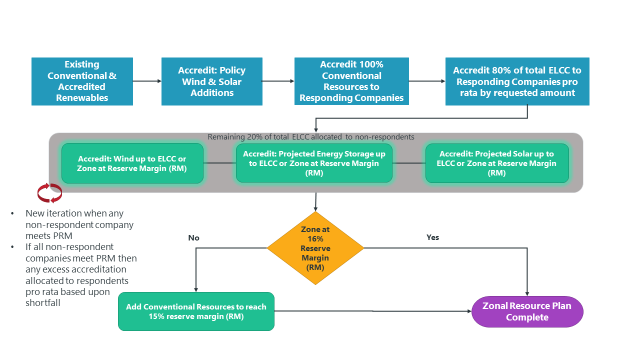 Existing
Conventional &
Accredited
Renewables
Accredit: Policy
Wind & Solar
Additions
Accredit 100%
Conventional
Resources to
Responding Companies
Accredit 80% of total ELCC to
Responding Companies pro
rata by requested amount
Remaining 20% of total ELCC allocated to non-respondents
Accredit: Wind up to ELCC or
Zone at Reserve Margin (RM)
Accredit: Projected Energy Storage up
to ELCC or Zone at Reserve Margin
(RM)
Accredit: Projected Solar up to
ELCC or Zone at Reserve Margin
(RM)
• New iteration when any
non-respondent company
meets PRM
• If all non-respondent
companies meet PRM then
any excess accreditation
allocated to respondents
pro rata based upon
shortfall
No
Zone at
16%
Reserve
Margin
(RM)
Yes
Add Conventional Resources to reach
15% reserve margin (RM)
Zonal Resource Plan
Complete